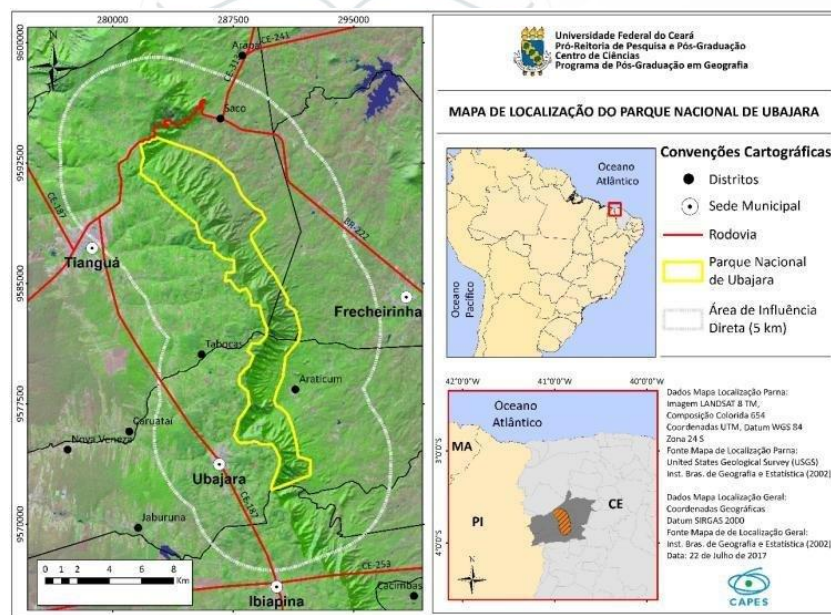 280000
287500
295000
9600000
9592500
9585000
9577500
9570000
N
Arapá
CE-241
CE-311
Saco
CE-187
BR-222
Tianguá
Frecheirinha
Tabocas
Araticum
Caruataí
Nova Veneza
Ubajara
CE-187
Jaburuna
CE-253
Ibiapina
Cacimbas
0 1 2 4 6 8
Km
Universidade Federal do Ceará
Pró-Reitoria de Pesquisa e Pós-Graduação
Centro de Ciências
Programa de Pós-Graduação em Geografia
MAPA DE LOCALIZAÇÃO DO PARQUE NACIONAL DE UBAJARA
Oceano
Atlântico
Oceano
Pacífico
Convenções Cartográficas
Distritos
Sede Municipal
Rodovia
Parque Nacional
de Ubajara
Área de Influência
Direta (5 km)
42°0'0"W
41°0'0"W
40°0'0"W
3°0'0"S
4°0'0"S
Oceano
Atlântico
MA
PI
CE
N
Dados Mapa Localização Parna:
Imagem LANDSAT 8 TM,
Composição Colorida 654
Coordenadas UTM, Datum WGS 84
Zona 24 S
Fonte Mapa de Localização Parna:
United States Geological Survey (USGS)
Inst. Bras. de Geografia e Estatística (2002)
Dados Mapa Localização Geral:
Coordenadas Geográficas
Datum SIRGAS 2000
Fonte Mapa de de Localização Geral:
Inst. Bras. de Geografia e Estatística (2002)
Data: 22 de Julho de 2017
CAPES